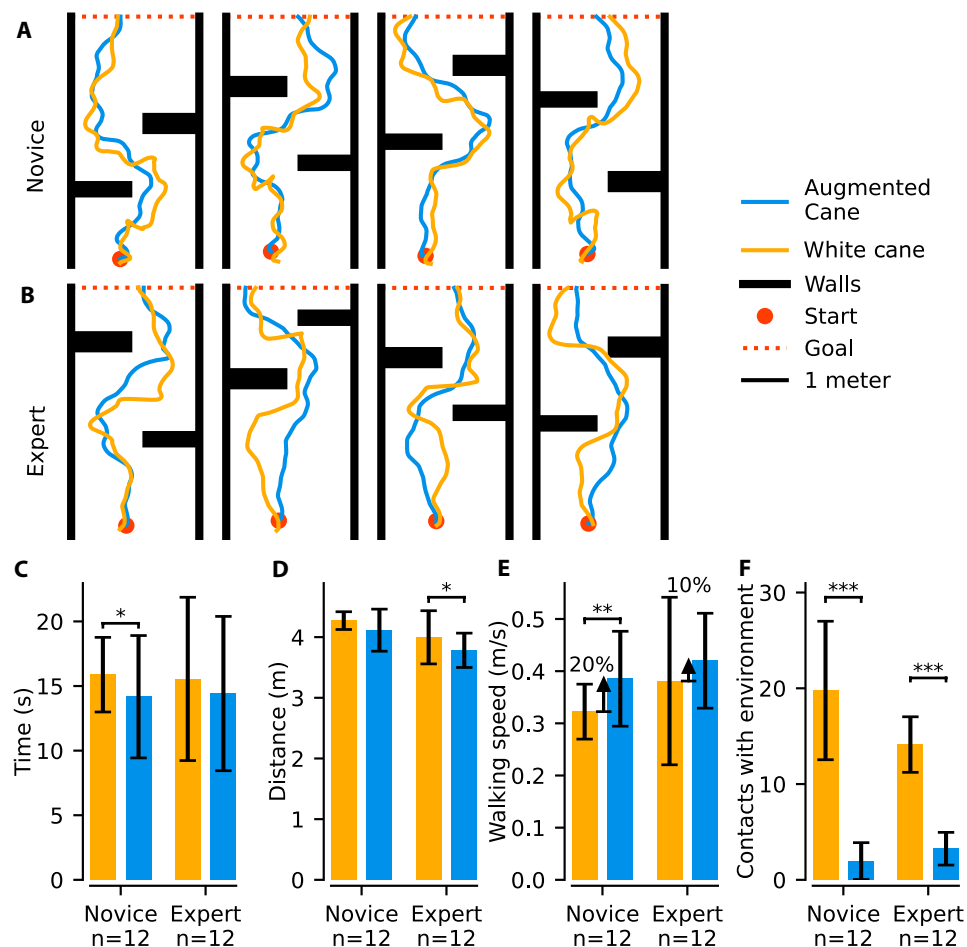 A
Novice
B
Expert
Augmented
Cane
White cane
Walls
Start
Goal
1 meter
C
Time (s)
20
15
10
5
0
*
Novice
n=12
Expert
n=12
D
Distance (m)
4
3
2
1
0
*
Novice
n=12
Expert
n=12
E
Walking speed (m/s)
0.5
0.4
0.3
0.2
0.1
0.0
**
20%
10%
Novice
n=12
Expert
n=12
F
Contacts with environment
30
20
10
0
***
***
Novice
n=12
Expert
n=12